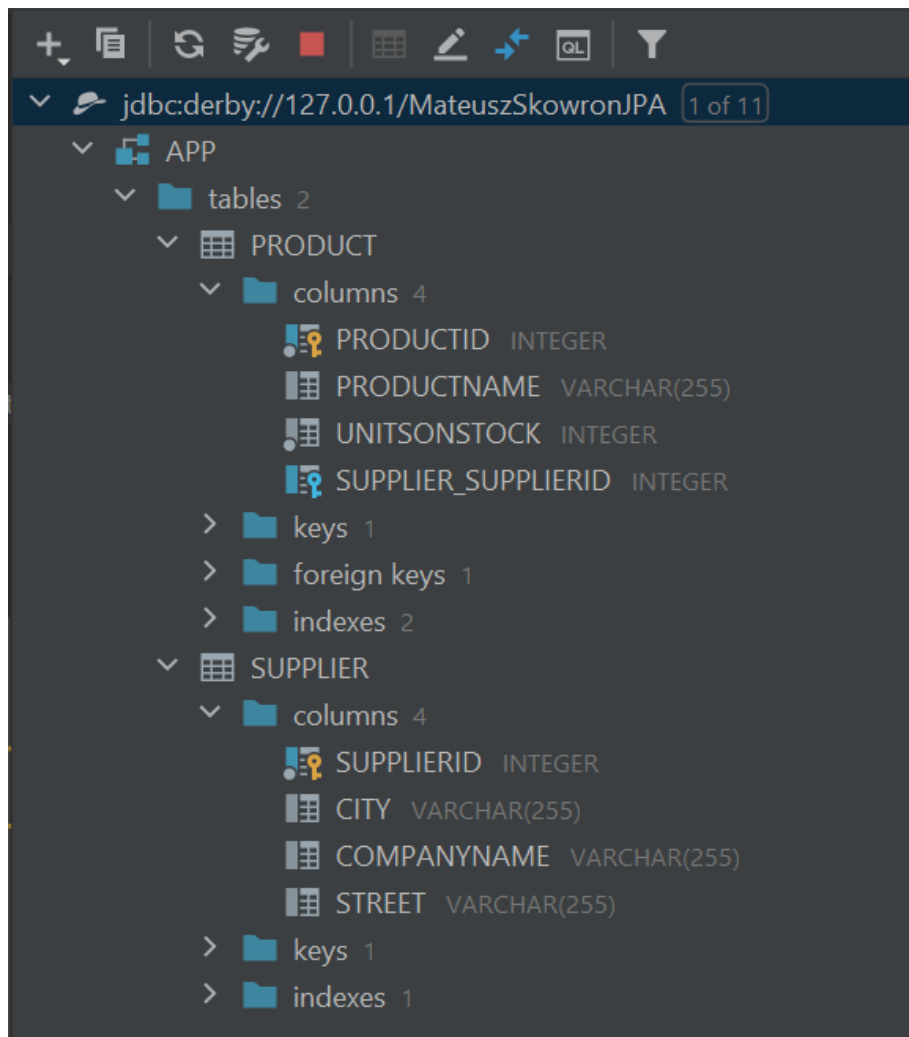 QL
jdbc:derby://127.0.0.1/MateuszSkowronJPA 1 of 11
APP
tables 2
PRODUCT
columns 4
PRODUCTID INTEGER
PRODUCTNAME VARCHAR(255)
UNITSONSTOCK INTEGER
SUPPLIER_SUPPLIERID INTEGER
keys 1
foreign keys 1
indexes 2
SUPPLIER
columns 4
SUPPLIERID INTEGER
CITY VARCHAR(255)
COMPANYNAME VARCHAR(255)
STREET VARCHAR(255)
keys 1
indexes 1